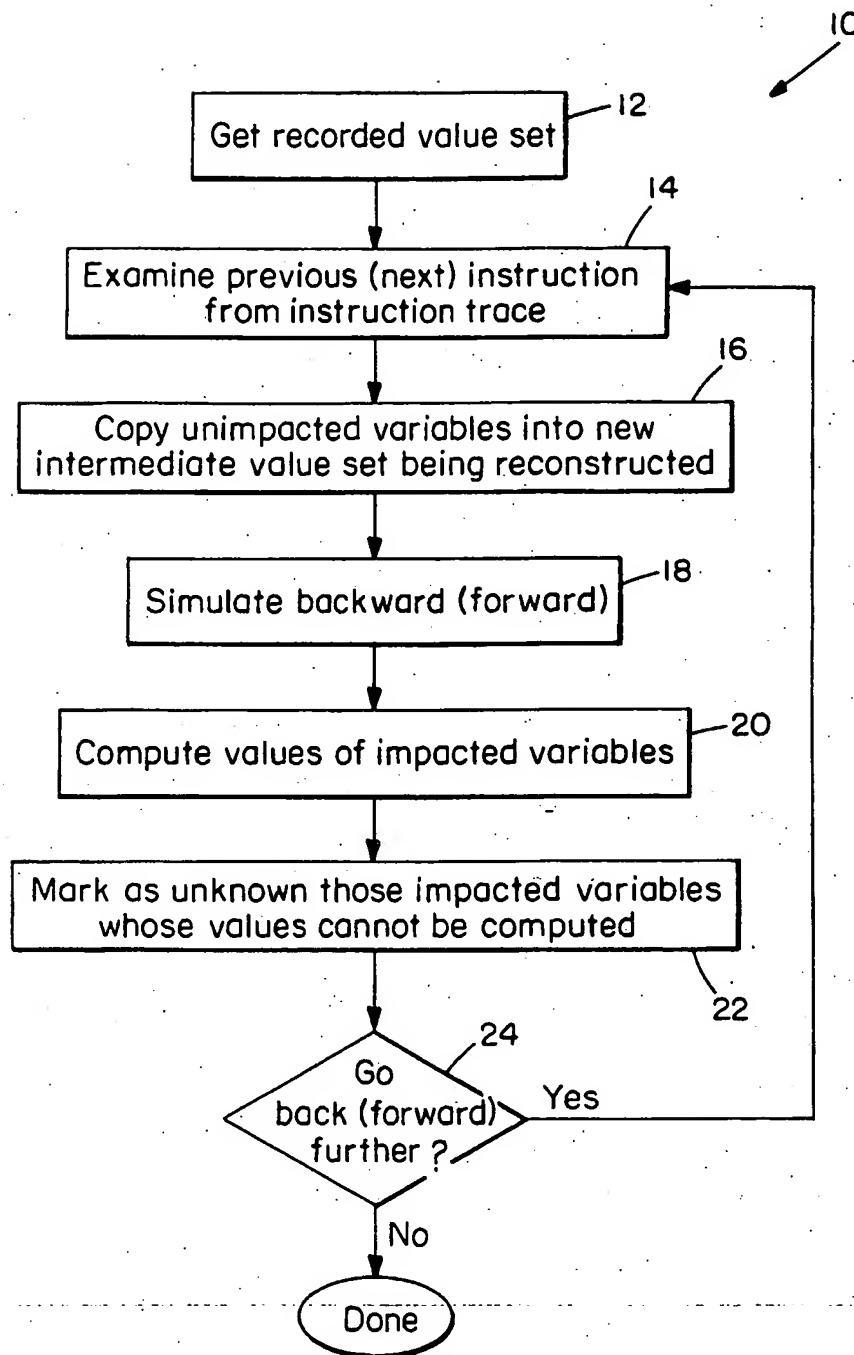 10
12
Get recorded value set
14
Examine previous (next) instruction
from instruction trace
16
Copy unimpacted variables into new
intermediate value set being reconstructed
18
Simulate backward (forward)
20
Compute values of impacted variables
Mark as unknown those impacted variables
whose values cannot be computed
22
24
Go
back (forward)
further ?
Yes
No
Done